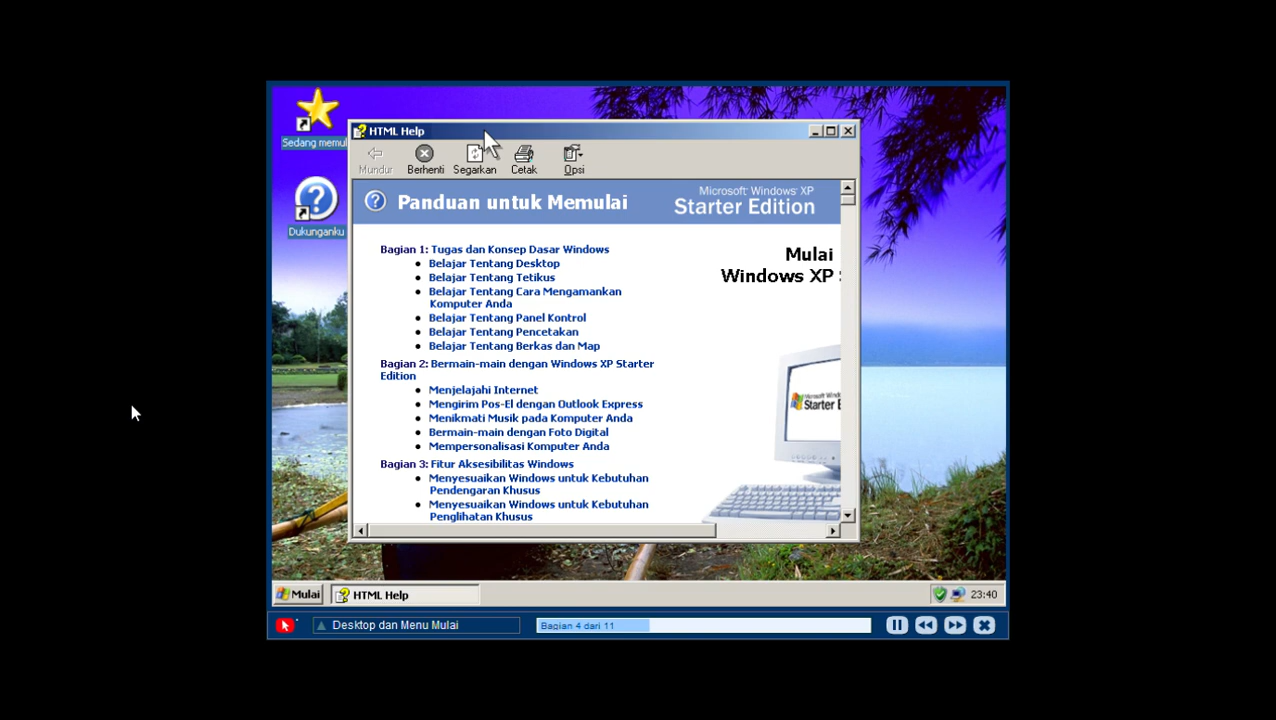 Sedang memul
Dukunganku
HTML Help
Mundur
Berhenti
Segarkan
Cetak
Opsi
Panduan untuk Memulai
Microsoft Windows XP
Starter Edition
Bagian 1: Tugas dan Konsep Dasar Windows
Belajar Tentang Desktop
Belajar Tentang Tetikus
Belajar Tentang Cara Mengamankan
Komputer Anda
Belajar Tentang Panel Kontrol
Belajar Tentang Pencetakan
Belajar Tentang Berkas dan Map
Bagian 2: Bermain-main dengan Windows XP Starter
Edition
Menjelajahi Internet
Mengirim Pos-El dengan Outlook Express
Menikmati Musik pada Komputer Anda
Bermain-main dengan Foto Digital
Mempersonalisasi Komputer Anda
Bagian 3: Fitur Aksesibilitas Windows
Menyesuaikan Windows untuk Kebutuhan
Pendengaran Khusus
Menyesuaikan Windows untuk Kebutuhan
Penglihatan Khusus
Mulai
Windows XP
Starter E
Mulai
HTML Help
23:40
Desktop dan Menu Mulai
Bagian 4 dari 11